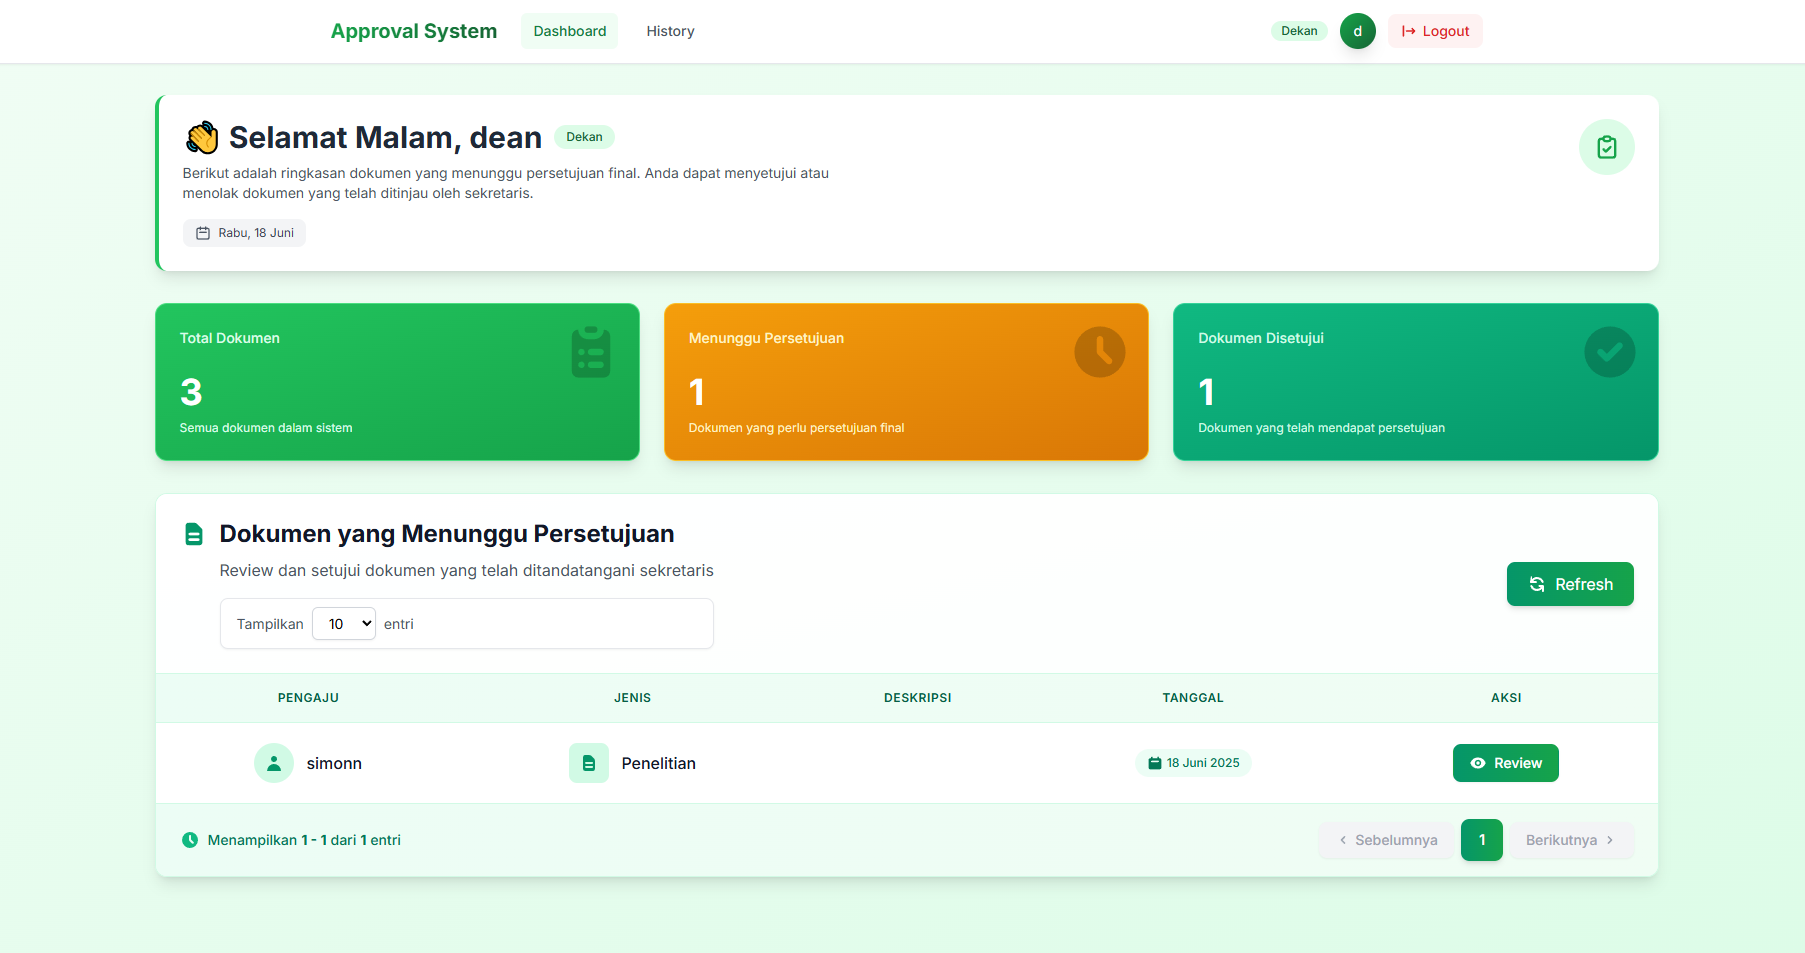 Approval System
Dashboard
History
Dekan
d
Logout
Selamat Malam, dean
Dekan
Berikut adalah ringkasan dokumen yang menunggu persetujuan final. Anda dapat menyetujui atau
menolak dokumen yang telah ditinjau oleh sekretaris.
Rabu, 18 Juni
Total Dokumen
3
Semua dokumen dalam sistem
Menunggu Persetujuan
1
Dokumen yang perlu persetujuan final
Dokumen Disetujui
1
Dokumen yang telah mendapat persetujuan
Dokumen yang Menunggu Persetujuan
Review dan setujui dokumen yang telah ditandatangani sekretaris
Tampilkan 10 entri
Refresh
PENGAJU JENIS DESKRIPSI TANGGAL AKSI
simonn Penelitian 18 Juni 2025 Review
Menampilkan 1 - 1 dari 1 entri
Sebelumnya 1 Berikutnya